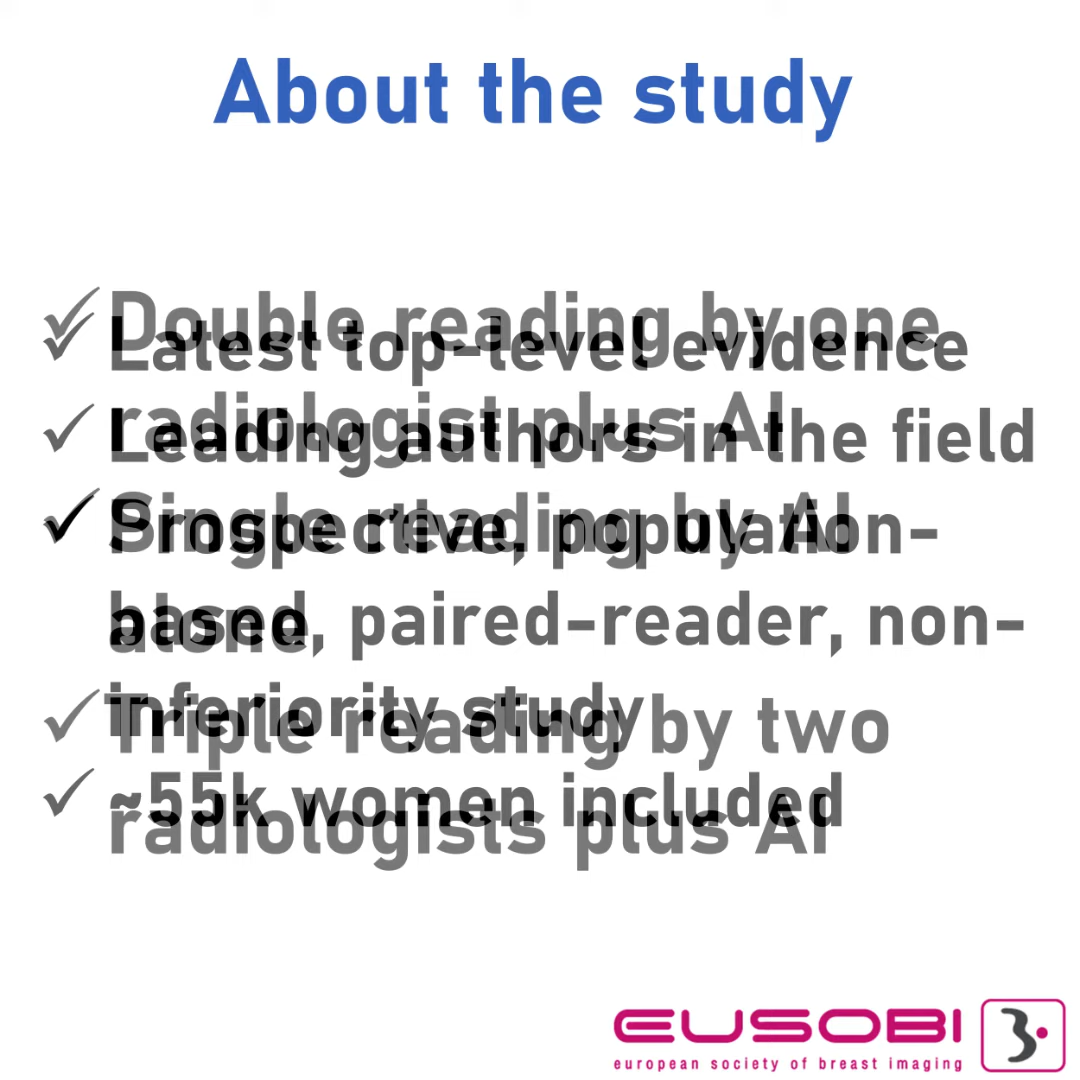 About the study
✓ Latest top-level evidence
✓ Leading authors in the field
✓ Prospective, population-
based, paired-reader, non-
inferiority study
✓ ~55k women included
✓ Double reading by one
radiologist plus AI
✓ Single reading by AI
alone
✓ Triple reading by two
radiologists plus AI
EUSOBI
european society of breast imaging